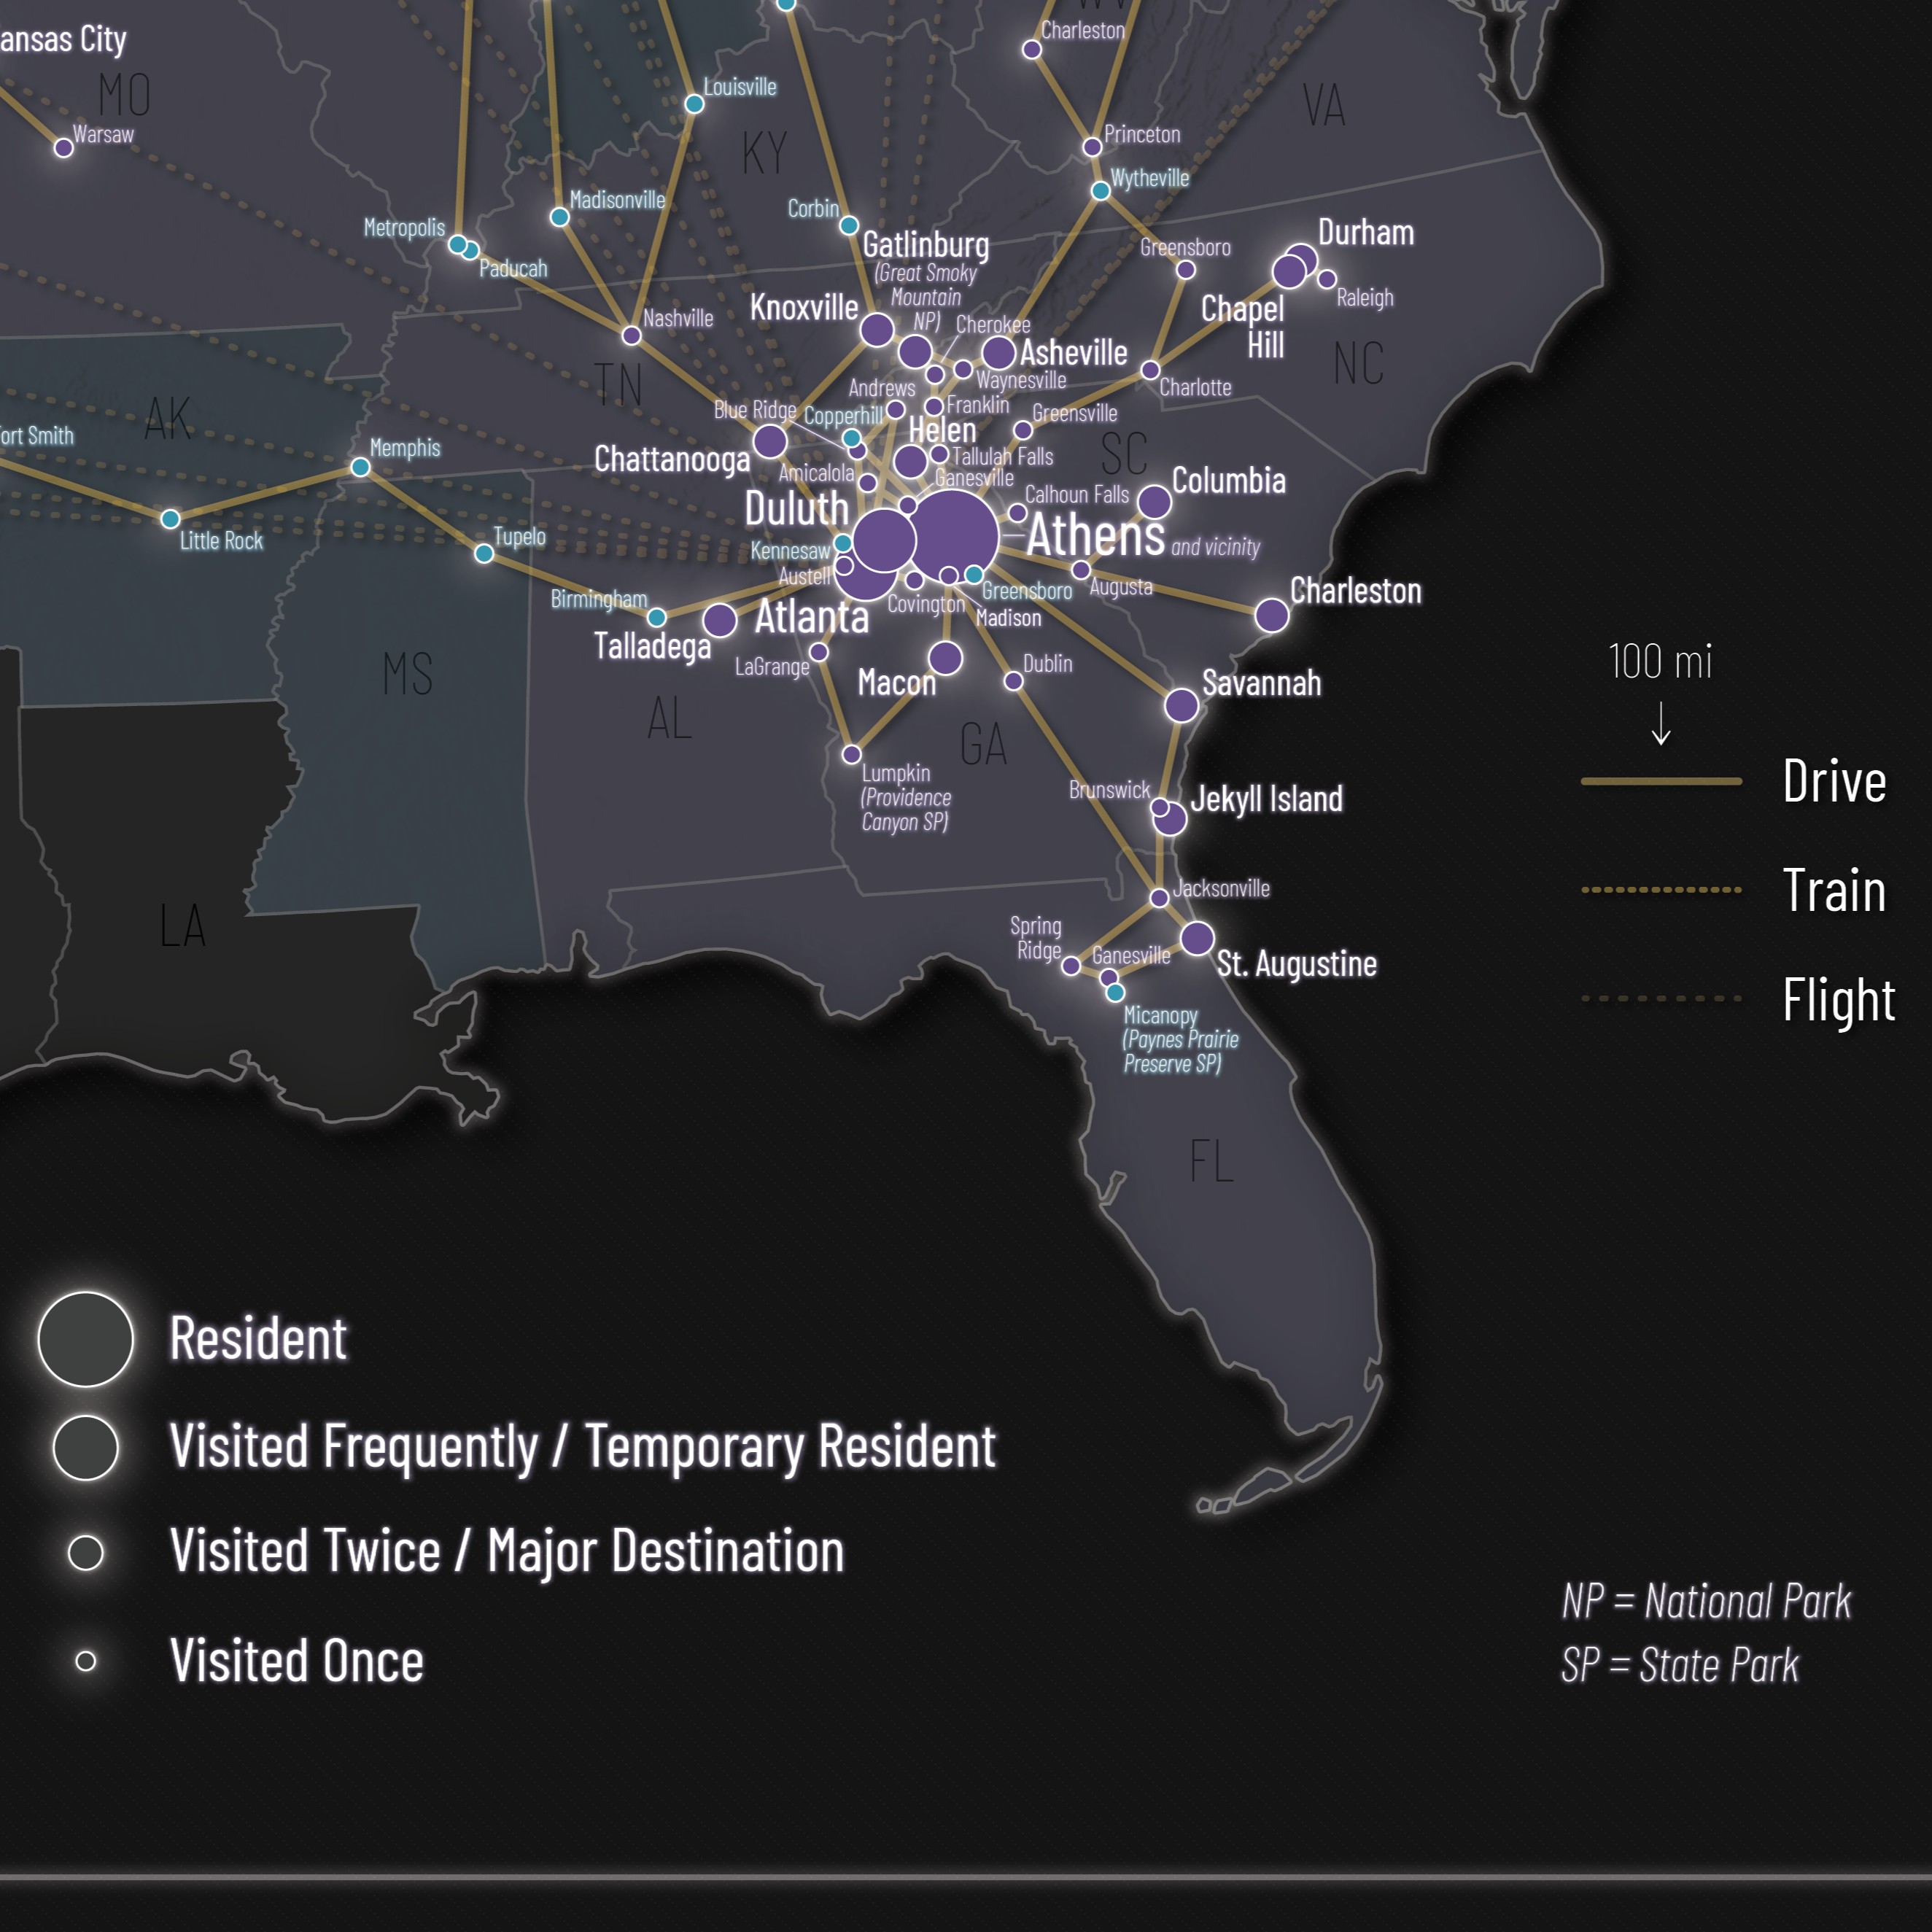 ansas City
MO
Warsaw
Charleston
VA
Louisville
KY
Princeton
Wytheville
Madisonville
Corbin
Metropolis
Paducah
Gatlinburg
(Great Smoky
Mountain
NP)
Greensboro
Durham
Chapel
Hill
Raleigh
Knoxville
Nashville
Cherokee
Asheville
NC
TN
Andrews
Waynesville
Charlotte
AK
Blue Ridge
Copperhill
Franklin
Greensville
Helen
ort Smith
Memphis
Chattanooga
Tallulah Falls
SC
Amicalola
Ganesville
Columbia
Calhoun Falls
Duluth
Athens and vicinity
Little Rock
Tupelo
Kennesaw
Austell
Greensboro
Augusta
Charleston
Birmingham
Covington
Madison
Talladega
Atlanta
LaGrange
Macon
Dublin
Savannah
MS
AL
GA
Lumpkin
(Providence
Canyon SP)
Brunswick
Jekyll Island
100 mi
Drive
Train
Flight
LA
Jacksonville
Spring
Ridge
Ganesville
St. Augustine
Micanopy
(Paynes Prairie
Preserve SP)
FL
Resident
Visited Frequently / Temporary Resident
Visited Twice / Major Destination
Visited Once
NP = National Park
SP = State Park